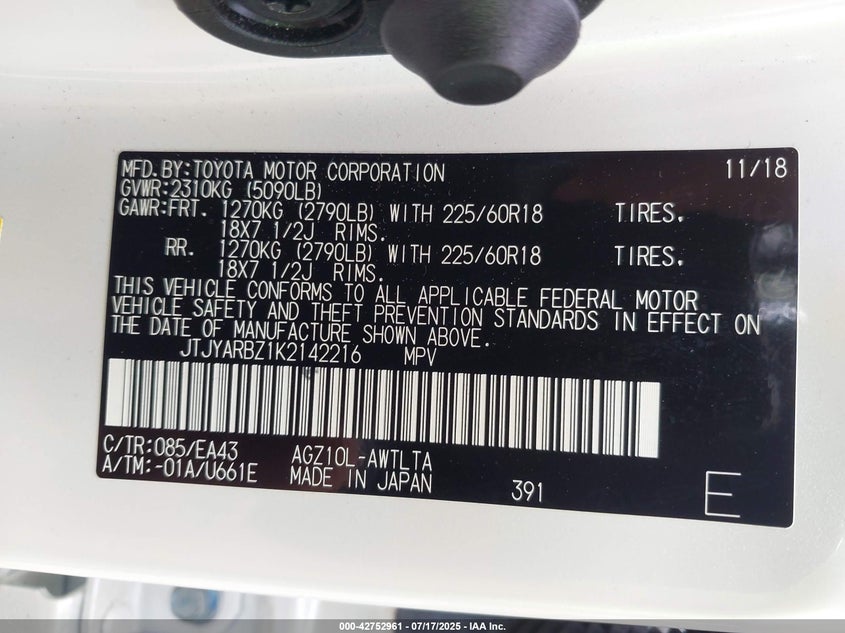 MFD.BY:TOYOTA MOTOR CORPORATION 11/18
GVWR:2310KG (5090LB)
GAWR:FRT. 1270KG (2790LB) WITH 225/60R18 TIRES.
18X7 1/2J RIMS.
RR. 1270KG (2790LB) WITH 225/60R18 TIRES.
18X7 1/2J RIMS.
THIS VEHICLE CONFORMS TO ALL APPLICABLE FEDERAL MOTOR
VEHICLE SAFETY AND THEFT PREVENTION STANDARDS IN EFFECT ON
THE DATE OF MANUFACTURE SHOWN ABOVE.
JTJYARBZ1K2142216 MPV
C/TR:085/EA43 AGZ10L-AWTLTA
A/TM:-01A/U661E MADE IN JAPAN 391 E
000-42752961 / 07/17/2025 - IAA Inc.